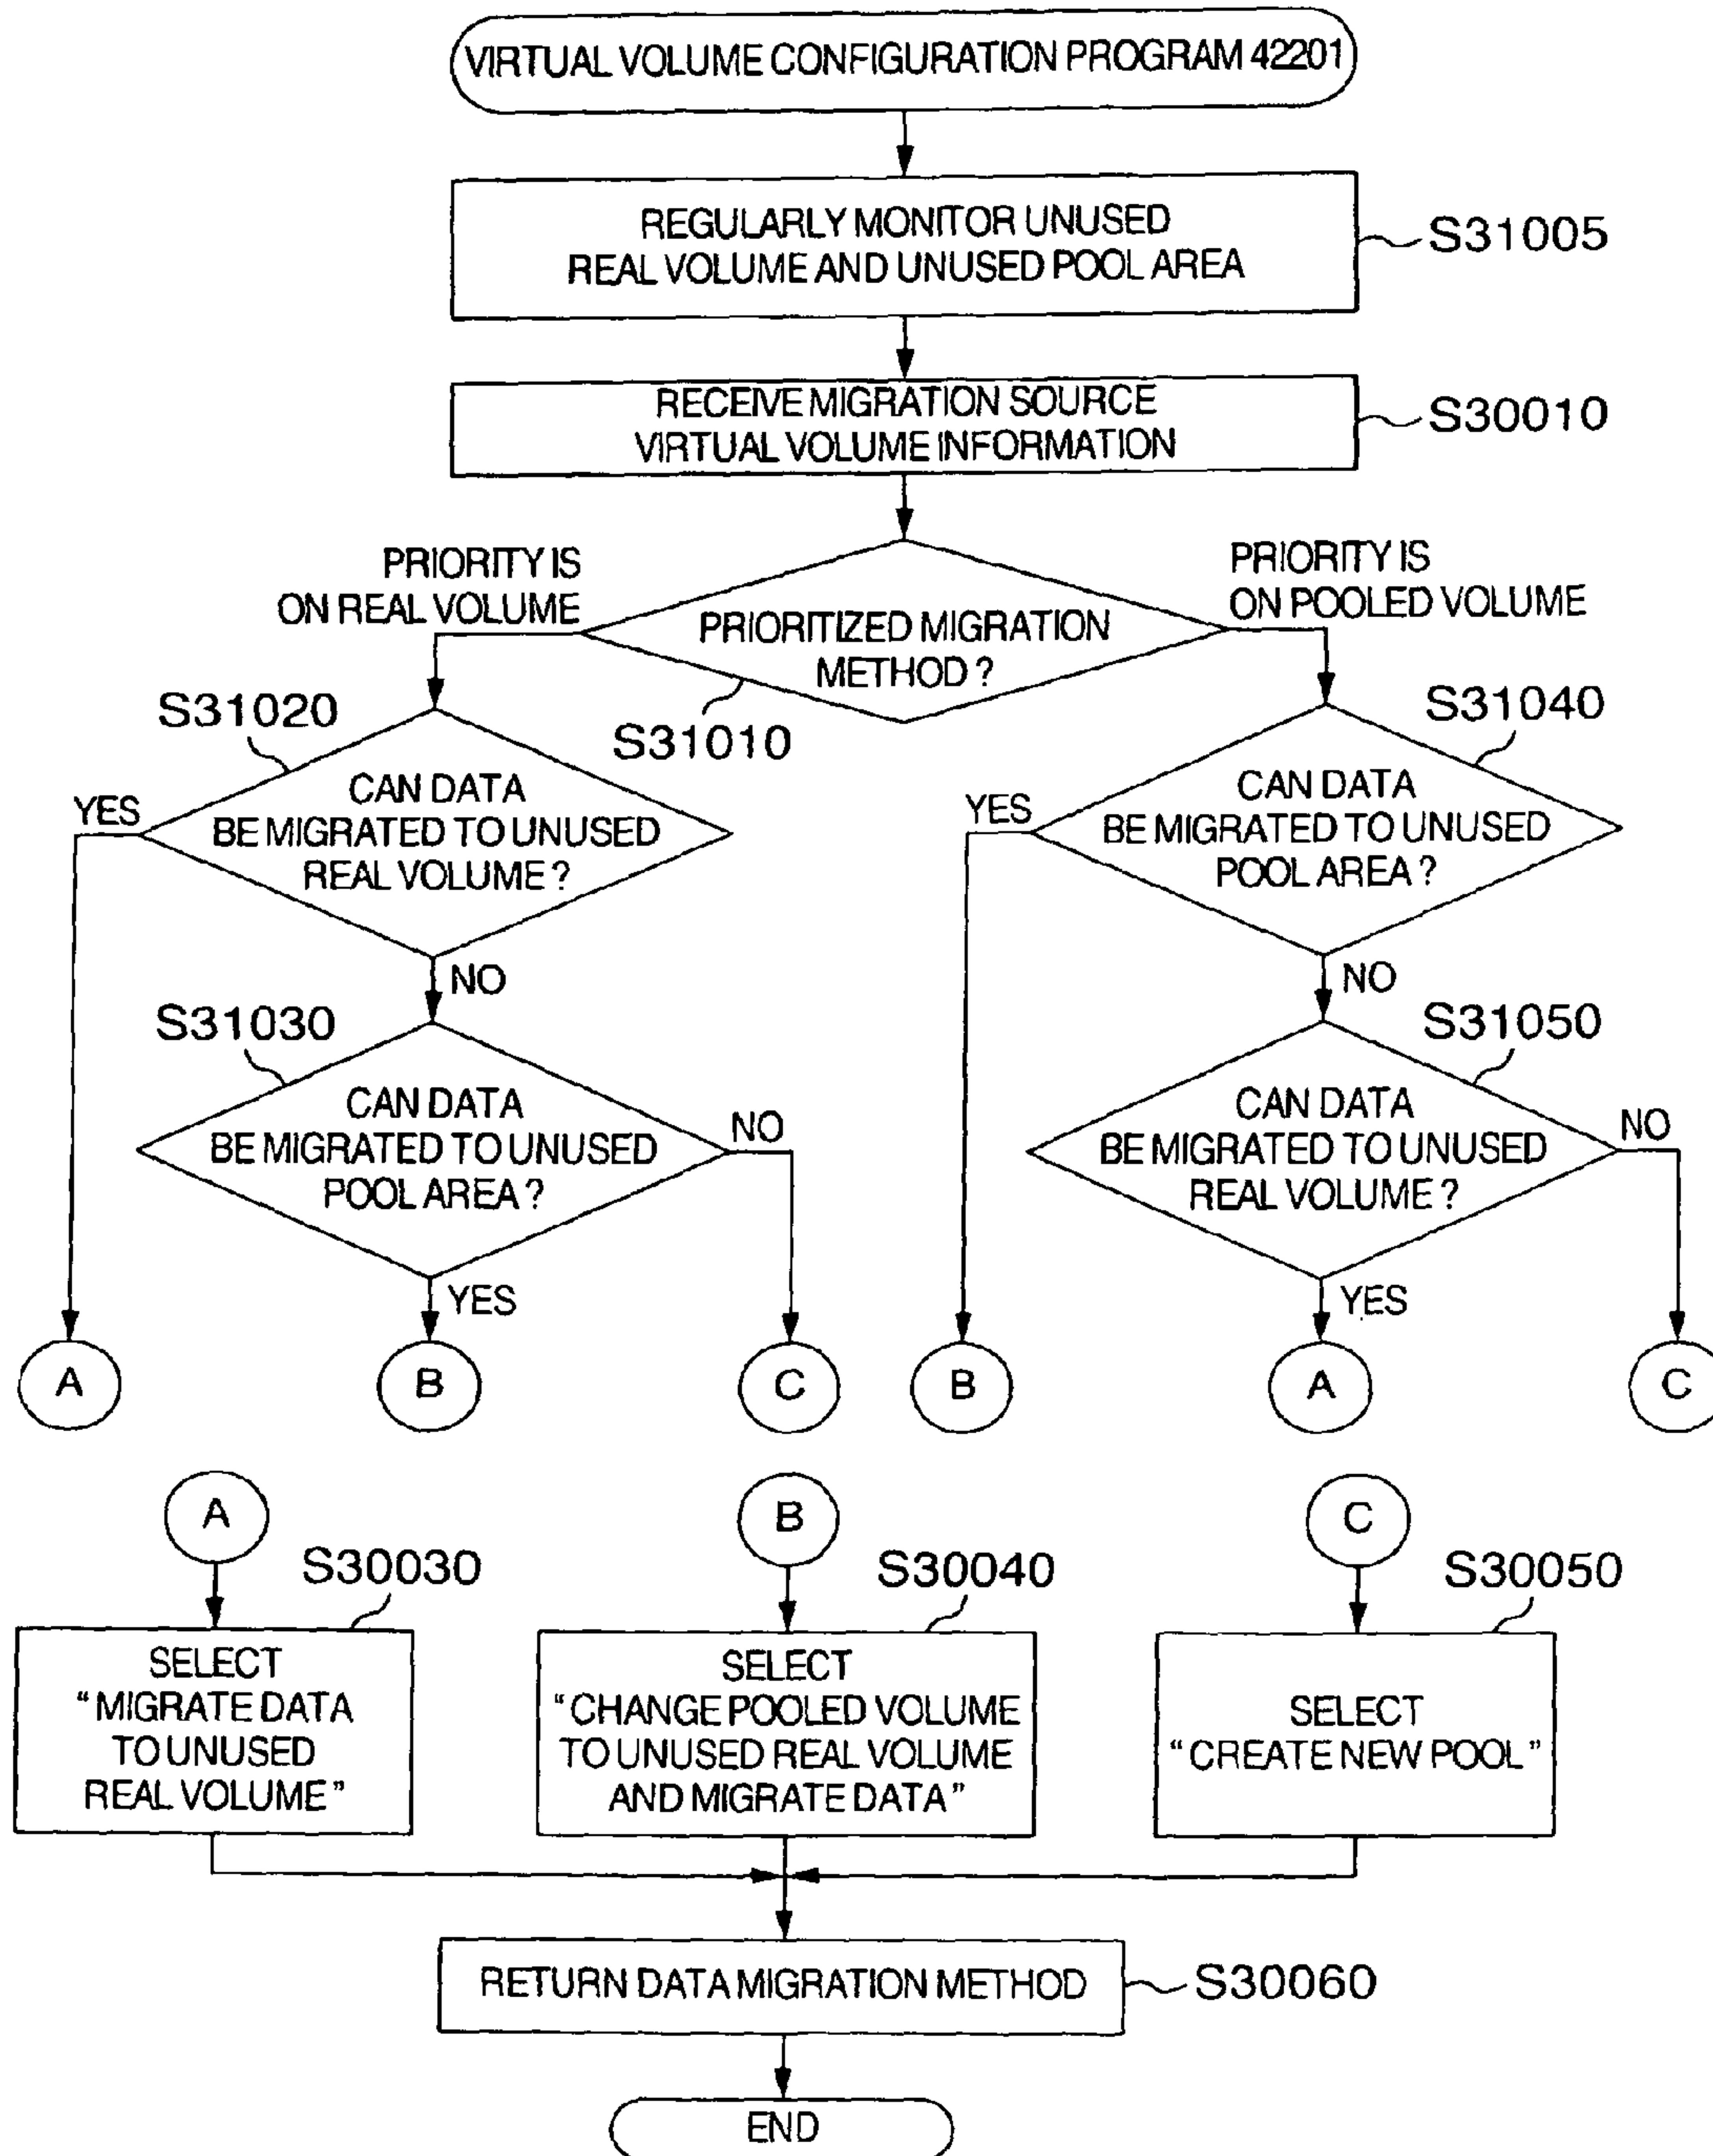 VIRTUAL VOLUME CONFIGURATION PROGRAM 42201
REGULARLY MONITOR UNUSED
REAL VOLUME AND UNUSED POOL AREA
S31005
RECEIVE MIGRATION SOURCE
VIRTUAL VOLUME INFORMATION
S30010
PRIORITY IS
ON REAL VOLUME
PRIORITIZED MIGRATION
METHOD ?
S31010
PRIORITY IS
ON POOLED VOLUME
S31020
CAN DATA
BE MIGRATED TO UNUSED
REAL VOLUME ?
YES
NO
S31040
CAN DATA
BE MIGRATED TO UNUSED
POOL AREA ?
YES
NO
S31030
CAN DATA
BE MIGRATED TO UNUSED
POOL AREA ?
NO
YES
S31050
CAN DATA
BE MIGRATED TO UNUSED
REAL VOLUME ?
NO
YES
A
B
C
B
A
C
A
B
C
S30030
SELECT
"MIGRATE DATA
TO UNUSED
REAL VOLUME"
S30040
SELECT
"CHANGE POOLED VOLUME
TO UNUSED REAL VOLUME
AND MIGRATE DATA"
S30050
SELECT
"CREATE NEW POOL"
RETURN DATA MIGRATION METHOD
S30060
END